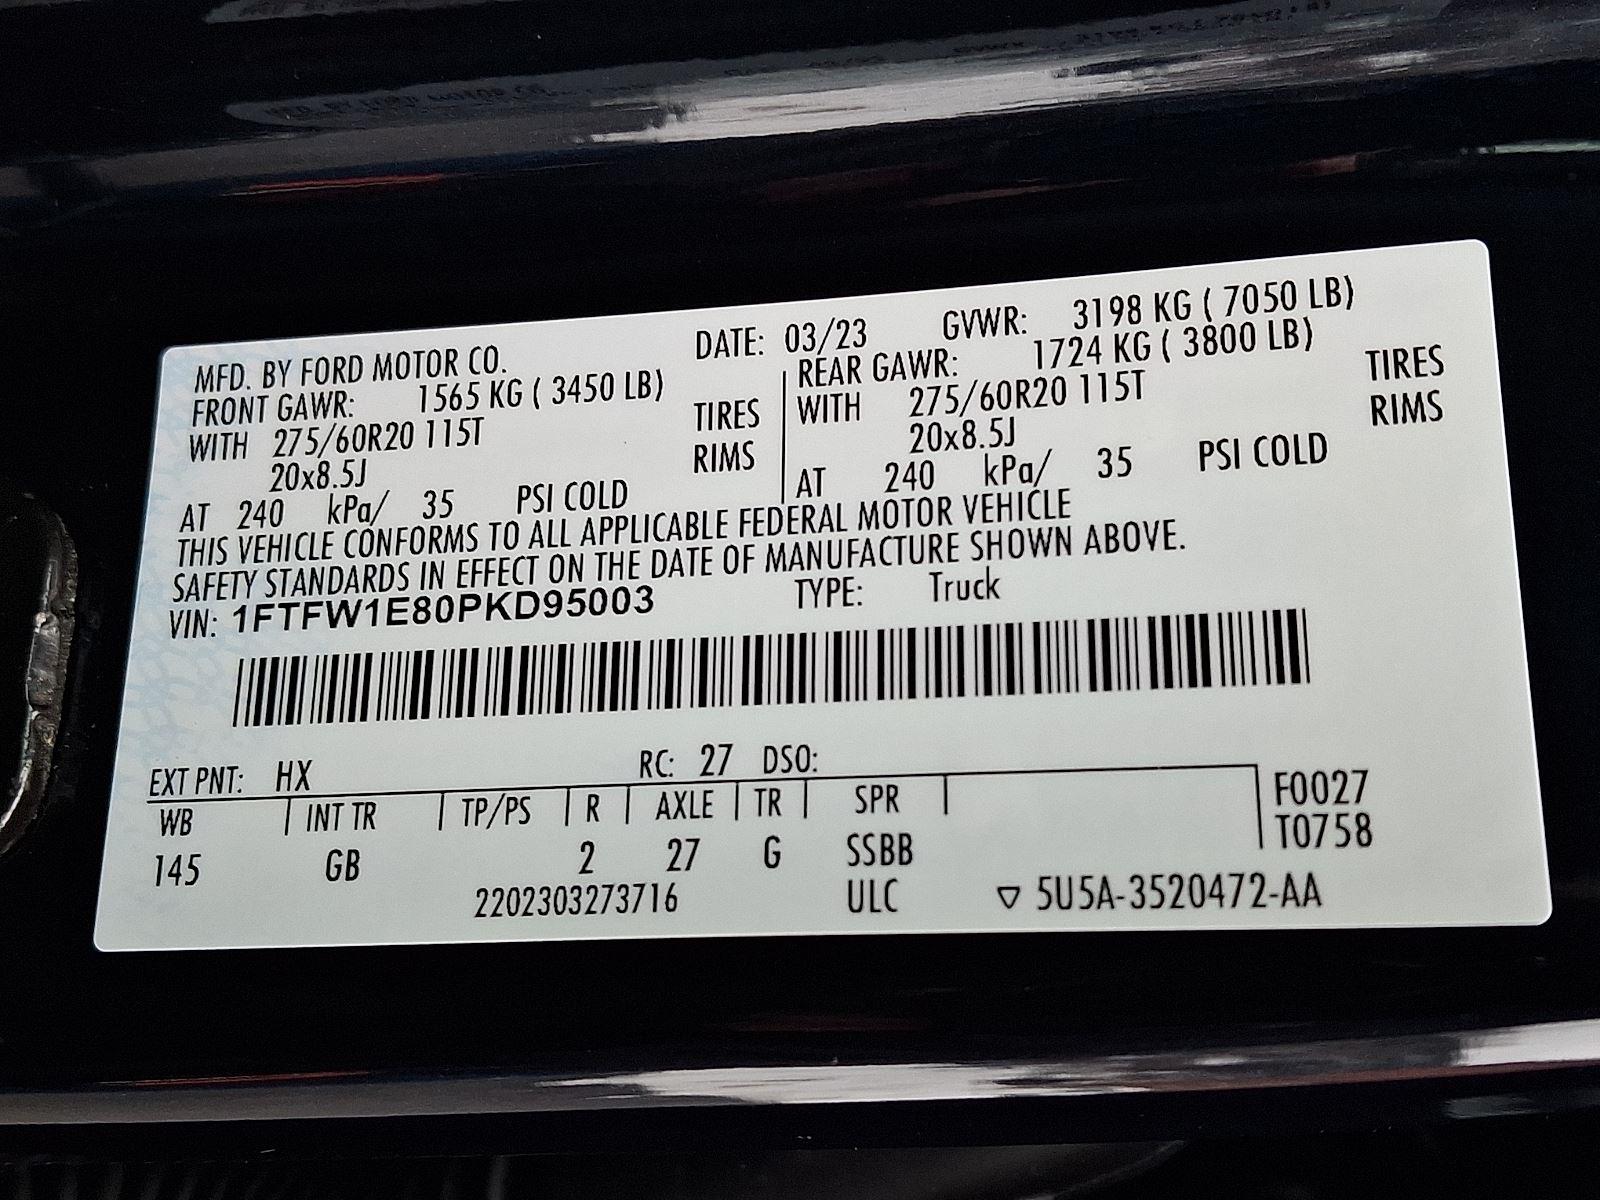 MFD. BY FORD MOTOR CO. DATE: 03/23 GVWR: 3198 KG ( 7050 LB)
FRONT GAWR: 1565 KG ( 3450 LB) REAR GAWR: 1724 KG ( 3800 LB)
WITH 275/60R20 115T TIRES WITH 275/60R20 115T TIRES
20x8.5J RIMS 20x8.5J RIMS
AT 240 kPa/ 35 PSI COLD AT 240 kPa/ 35 PSI COLD
THIS VEHICLE CONFORMS TO ALL APPLICABLE FEDERAL MOTOR VEHICLE
SAFETY STANDARDS IN EFFECT ON THE DATE OF MANUFACTURE SHOWN ABOVE.
VIN: 1FTFW1E80PKD95003 TYPE: Truck
EXT PNT: HX RC: 27 DSO:
WB INT TR TP/PS R AXLE TR SPR F0027
T0758
145 GB 2 27 G SSBB
2202303273716 ULC ▽ 5U5A-3520472-AA